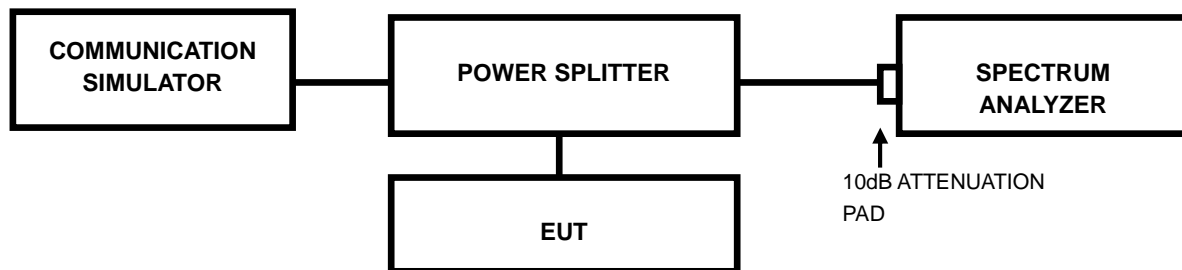 COMMUNICATION
SIMULATOR
POWER SPLITTER
SPECTRUM
ANALYZER
10dB ATTENUATION
PAD
EUT